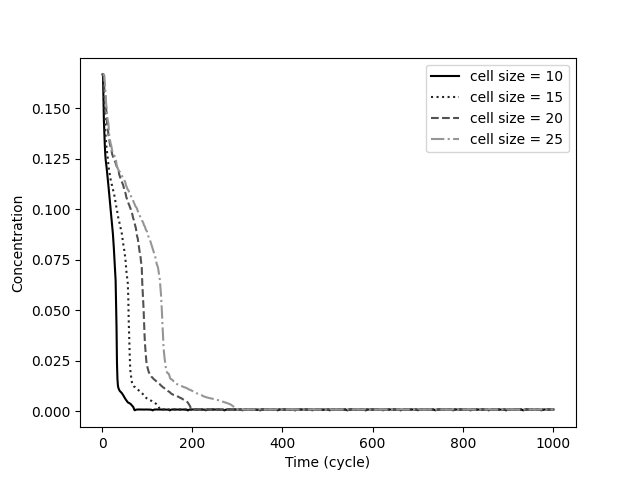 cell size = 10
cell size = 15
cell size = 20
cell size = 25
0.150
0.125
0.100
0.075
0.050
0.025
0.000
Concentration
0 200 400 600 800 1000
Time (cycle)